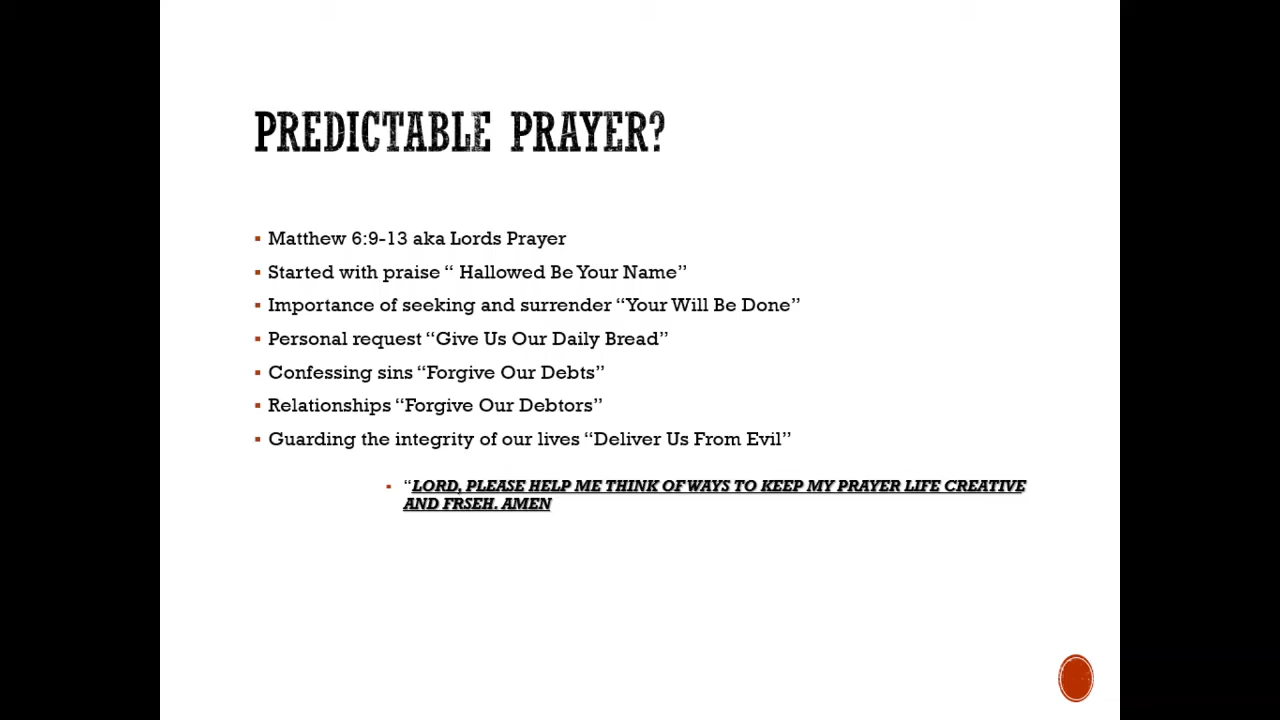 PREDICTABLE PRAYER?
▪ Matthew 6:9-13 aka Lords Prayer
▪ Started with praise “ Hallowed Be Your Name”
▪ Importance of seeking and surrender “Your Will Be Done”
▪ Personal request “Give Us Our Daily Bread”
▪ Confessing sins “Forgive Our Debts”
▪ Relationships “Forgive Our Debtors”
▪ Guarding the integrity of our lives “Deliver Us From Evil”
▪ “LORD, PLEASE HELP ME THINK OF WAYS TO KEEP MY PRAYER LIFE CREATIVE
AND FRSEH. AMEN